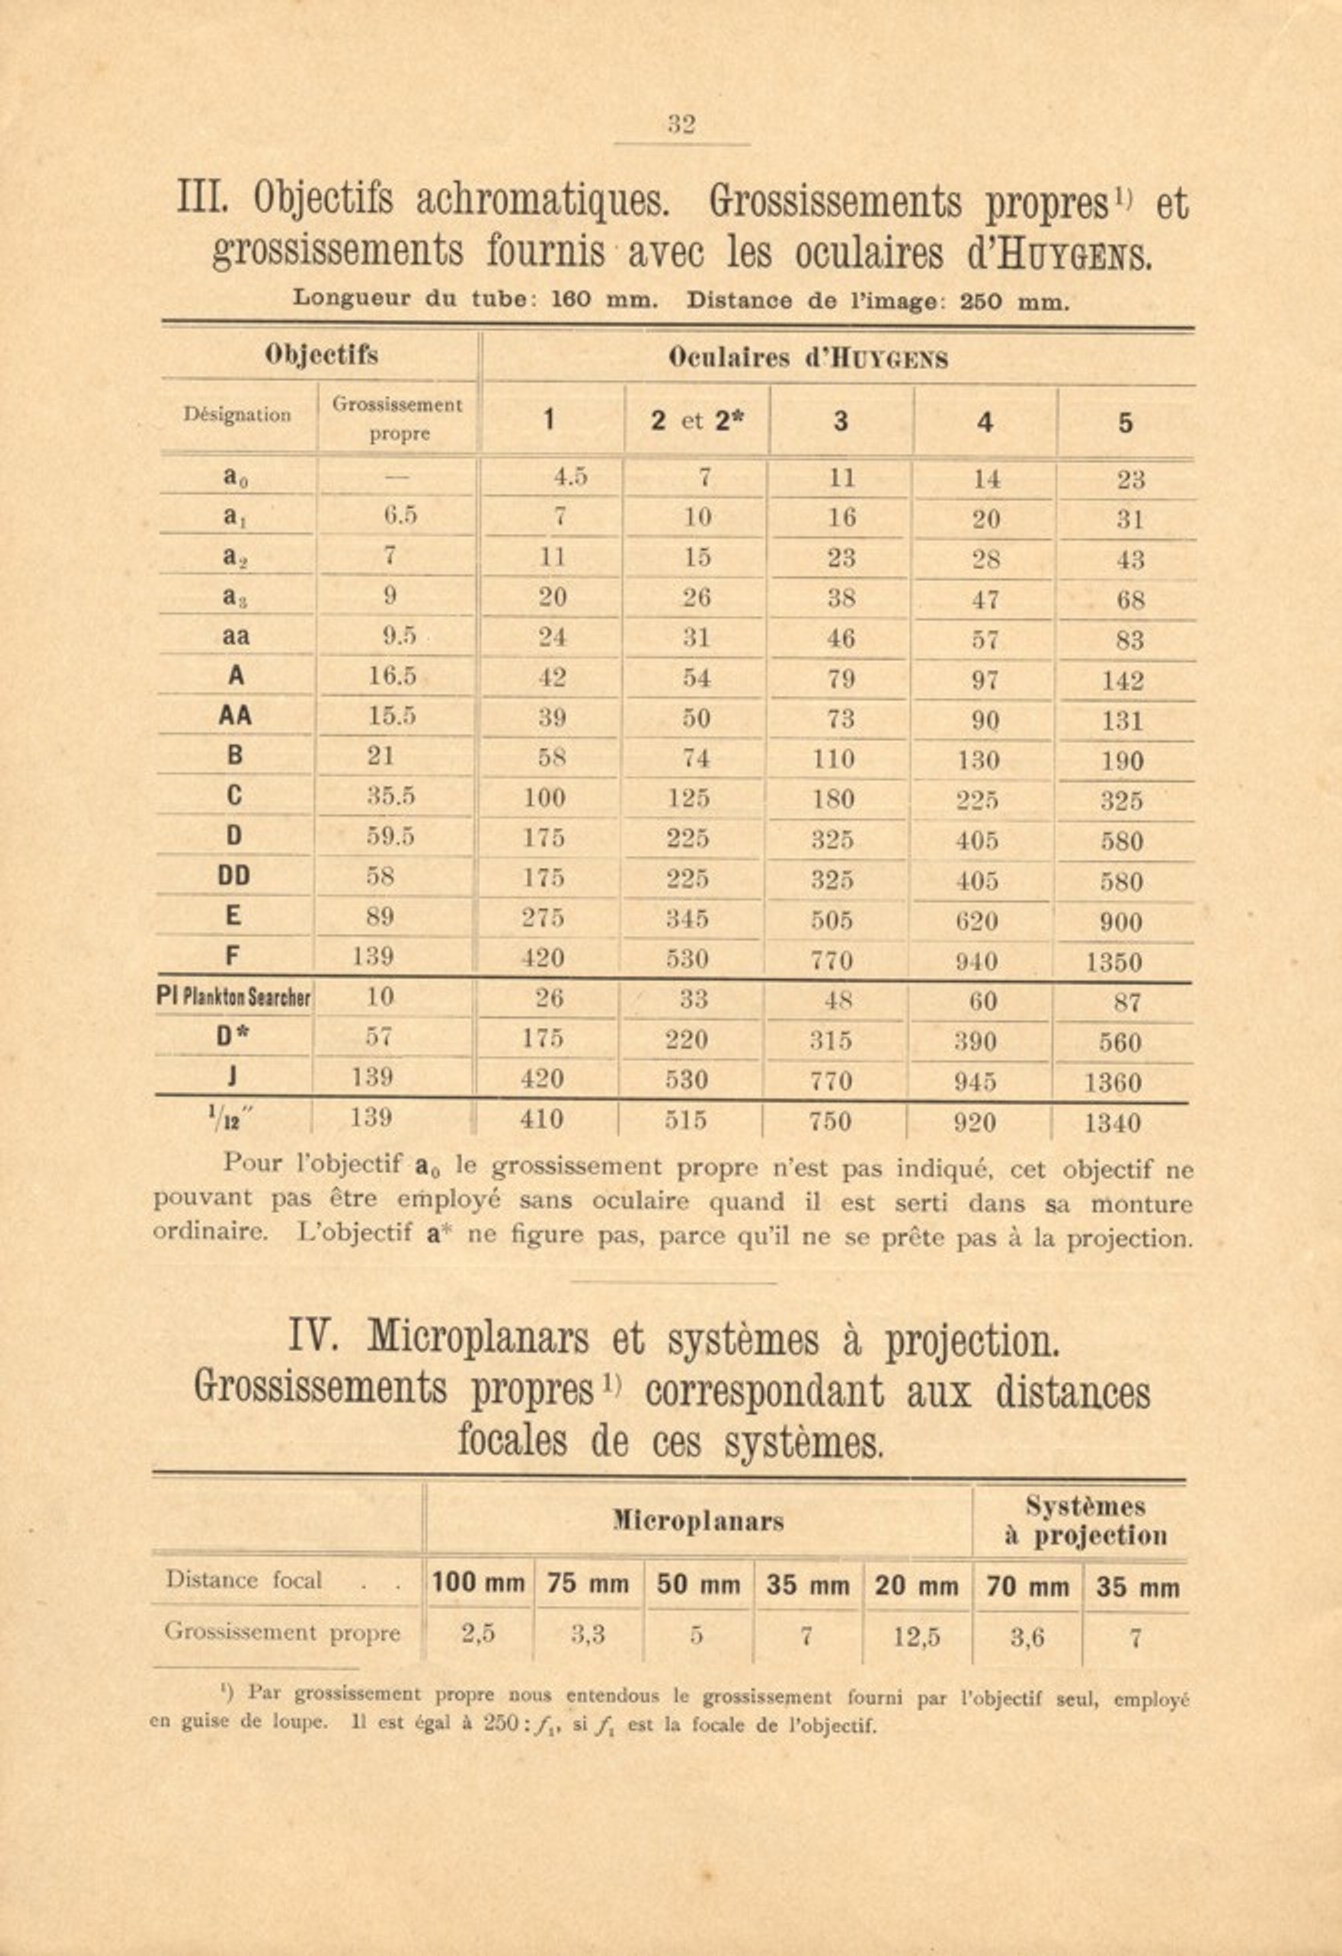 32
III. Objectifs achromatiques. Grossissements propres¹) et
grossissements fournis avec les oculaires d'HUYGENS.
Longueur du tube: 160 mm. Distance de l'image: 250 mm.
Objectifs Oculaires d'HUYGENS
Désignation Grossissement propre 1 2 et 2* 3 4 5
a₀ — 4.5 7 11 14 23
a₁ 6.5 7 10 16 20 31
a₂ 7 11 15 23 28 43
a₃ 9 20 26 38 47 68
aa 9.5 24 31 46 57 83
A 16.5 42 54 79 97 142
AA 15.5 39 50 73 90 131
B 21 58 74 110 130 190
C 35.5 100 125 180 225 325
D 59.5 175 225 325 405 580
DD 58 175 225 325 405 580
E 89 275 345 505 620 900
F 139 420 530 770 940 1350
Pl Plankton Searcher 10 26 33 48 60 87
D* 57 175 220 315 390 560
J 139 420 530 770 945 1360
1/12″ 139 410 515 750 920 1340
Pour l'objectif a₀ le grossissement propre n'est pas indiqué, cet objectif ne
pouvant pas être employé sans oculaire quand il est serti dans sa monture
ordinaire. L'objectif a* ne figure pas, parce qu'il ne se prête pas à la projection.
IV. Microplanars et systèmes à projection.
Grossissements propres¹) correspondant aux distances
focales de ces systèmes.
Microplanars Systèmes à projection
Distance focal . . 100 mm 75 mm 50 mm 35 mm 20 mm 70 mm 35 mm
Grossissement propre 2,5 3,3 5 7 12,5 3,6 7
¹) Par grossissement propre nous entendous le grossissement fourni par l'objectif seul, employé
en guise de loupe. Il est égal à 250 : f₁, si f₁ est la focale de l'objectif.